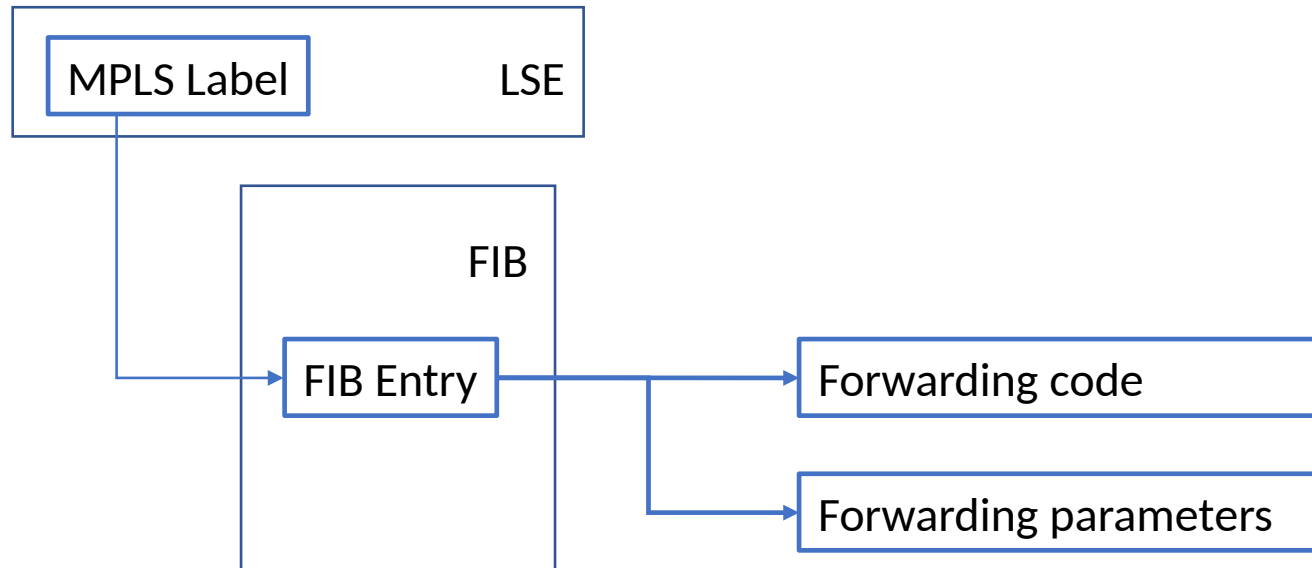 MPLS Label
LSE
FIB
FIB Entry
Forwarding code
Forwarding parameters